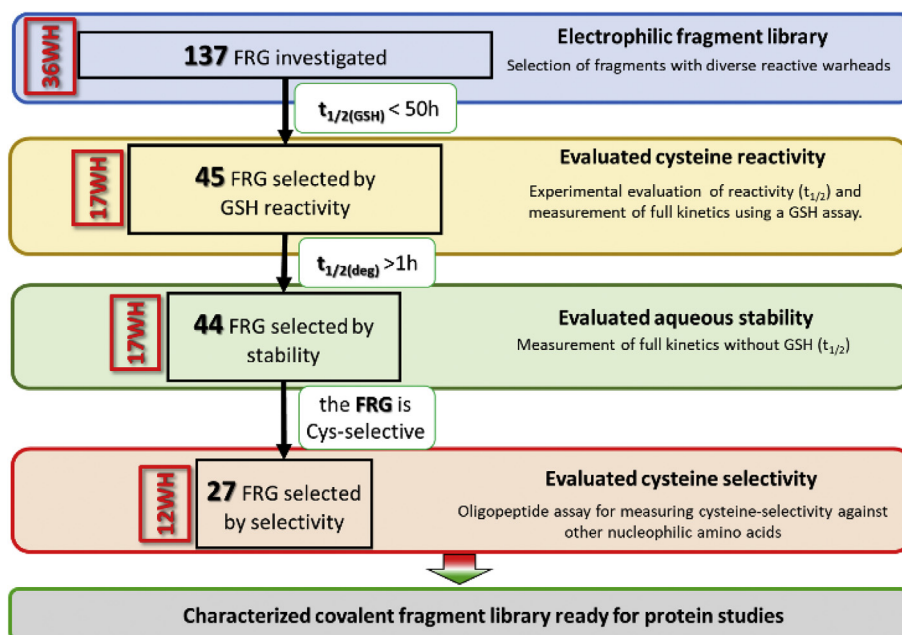 36WH
137 FRG investigated
Electrophilic fragment library
Selection of fragments with diverse reactive warheads
t1/2(GSH) < 50h
17WH
45 FRG selected by
GSH reactivity
Evaluated cysteine reactivity
Experimental evaluation of reactivity (t1/2) and
measurement of full kinetics using a GSH assay.
t1/2(deg) >1h
17WH
44 FRG selected by
stability
Evaluated aqueous stability
Measurement of full kinetics without GSH (t1/2)
the FRG is
Cys-selective
12WH
27 FRG selected
by selectivity
Evaluated cysteine selectivity
Oligopeptide assay for measuring cysteine-selectivity against
other nucleophilic amino acids
Characterized covalent fragment library ready for protein studies